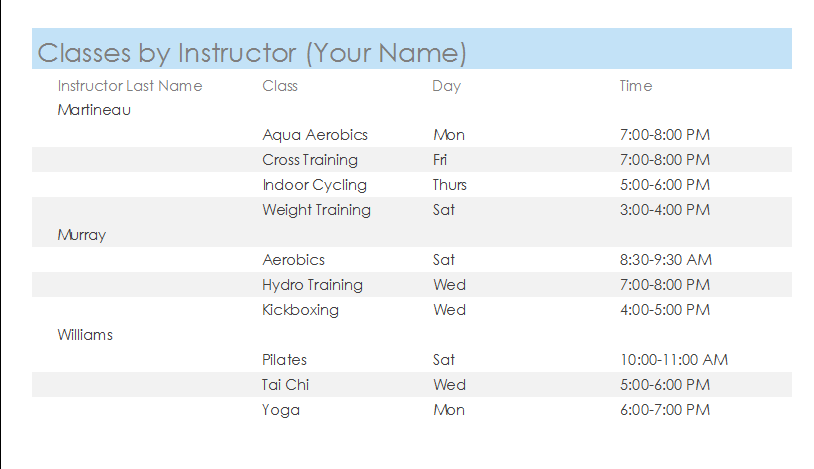 Classes by Instructor (Your Name)
Instructor Last Name Class Day Time
Martineau
Aqua Aerobics Mon 7:00-8:00 PM
Cross Training Fri 7:00-8:00 PM
Indoor Cycling Thurs 5:00-6:00 PM
Weight Training Sat 3:00-4:00 PM
Murray
Aerobics Sat 8:30-9:30 AM
Hydro Training Wed 7:00-8:00 PM
Kickboxing Wed 4:00-5:00 PM
Williams
Pilates Sat 10:00-11:00 AM
Tai Chi Wed 5:00-6:00 PM
Yoga Mon 6:00-7:00 PM